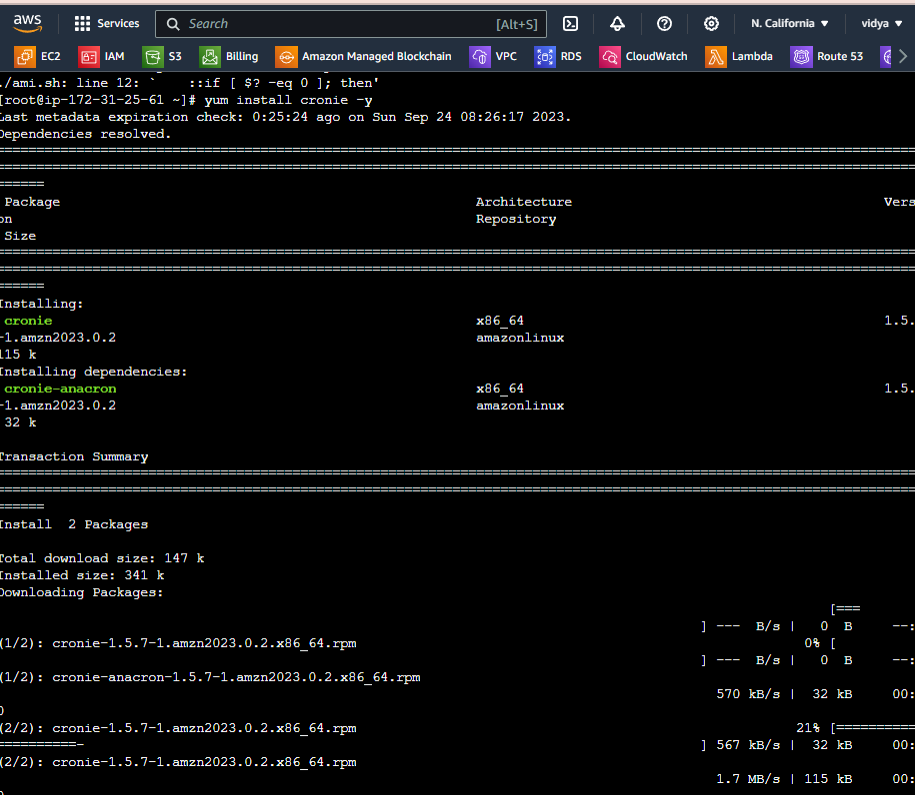 aws Services Search [Alt+S] N. California vidya
EC2 IAM S3 Billing Amazon Managed Blockchain VPC RDS CloudWatch Lambda Route 53
./ami.sh: line 12: `    ::if [ $? -eq 0 ]; then'
[root@ip-172-31-25-61 ~]# yum install cronie -y
Last metadata expiration check: 0:25:24 ago on Sun Sep 24 08:26:17 2023.
Dependencies resolved.
================================================================================
================================================================================
======
Package Architecture Vers
on Repository
Size
================================================================================
================================================================================
======
Installing:
cronie x86_64 1.5.
-1.amzn2023.0.2 amazonlinux
115 k
Installing dependencies:
cronie-anacron x86_64 1.5.
-1.amzn2023.0.2 amazonlinux
32 k
Transaction Summary
================================================================================
================================================================================
======
Install  2 Packages
Total download size: 147 k
Installed size: 341 k
Downloading Packages:
[===
] --- B/s | 0 B --:
(1/2): cronie-1.5.7-1.amzn2023.0.2.x86_64.rpm 0% [
] --- B/s | 0 B --:
(1/2): cronie-anacron-1.5.7-1.amzn2023.0.2.x86_64.rpm
570 kB/s | 32 kB 00:
0
(2/2): cronie-1.5.7-1.amzn2023.0.2.x86_64.rpm 21% [==========
==========- ] 567 kB/s | 32 kB 00:
(2/2): cronie-1.5.7-1.amzn2023.0.2.x86_64.rpm
1.7 MB/s | 115 kB 00: